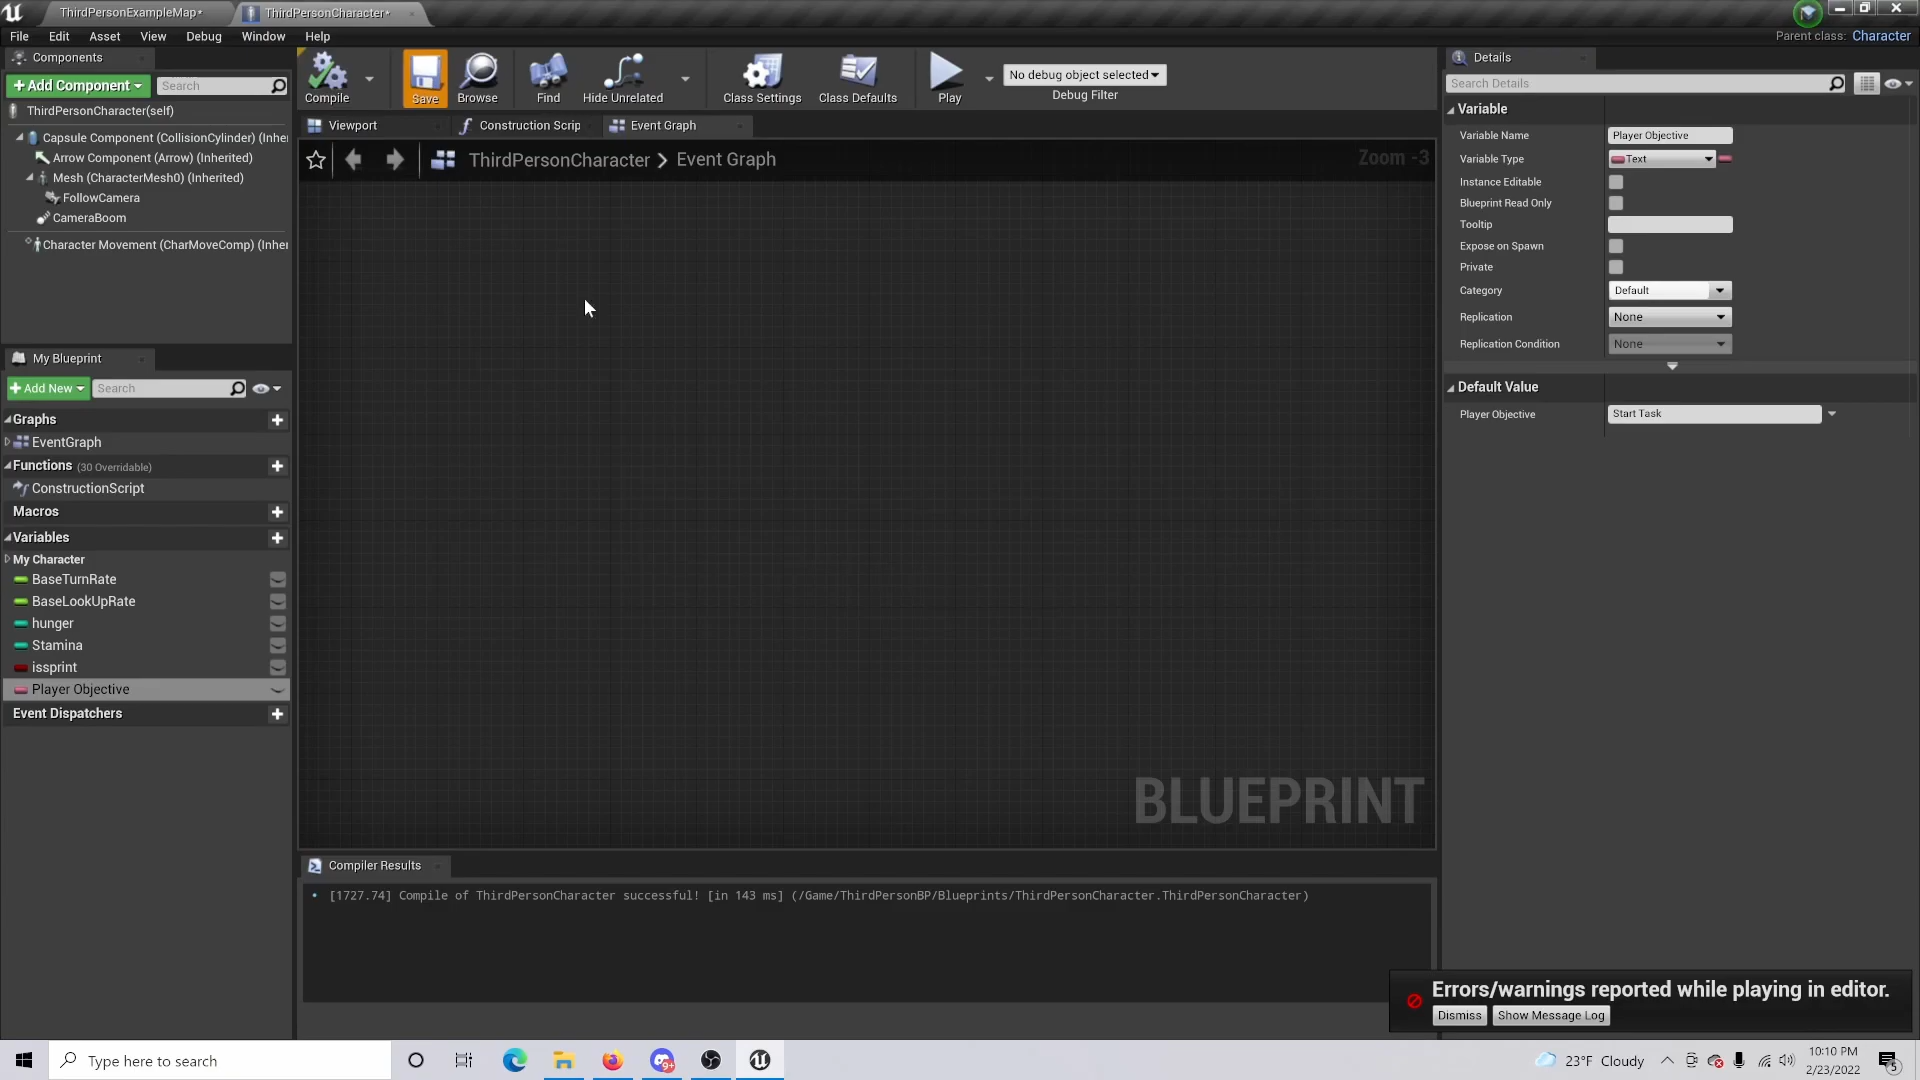 ThirdPersonExampleMap*
ThirdPersonCharacter*
File Edit Asset View Debug Window Help
Parent class: Character
Components
Add Component
Search
ThirdPersonCharacter(self)
Capsule Component (CollisionCylinder) (Inhe
Arrow Component (Arrow) (Inherited)
Mesh (CharacterMesh0) (Inherited)
FollowCamera
CameraBoom
Character Movement (CharMoveComp) (Inhe
My Blueprint
Add New
Search
Graphs
EventGraph
Functions (30 Overridable)
ConstructionScript
Macros
Variables
My Character
BaseTurnRate
BaseLookUpRate
hunger
Stamina
issprint
Player Objective
Event Dispatchers
Compile
Save
Browse
Find
Hide Unrelated
Class Settings
Class Defaults
Play
No debug object selected
Debug Filter
Viewport
Construction Scrip
Event Graph
ThirdPersonCharacter > Event Graph
Zoom -3
BLUEPRINT
Compiler Results
[1727.74] Compile of ThirdPersonCharacter successful! [in 143 ms] (/Game/ThirdPersonBP/Blueprints/ThirdPersonCharacter.ThirdPersonCharacter)
Details
Search Details
Variable
Variable Name Player Objective
Variable Type Text
Instance Editable
Blueprint Read Only
Tooltip
Expose on Spawn
Private
Category Default
Replication None
Replication Condition None
Default Value
Player Objective Start Task
Errors/warnings reported while playing in editor.
Dismiss Show Message Log
Type here to search
9+
23°F Cloudy
10:10 PM
2/23/2022
5